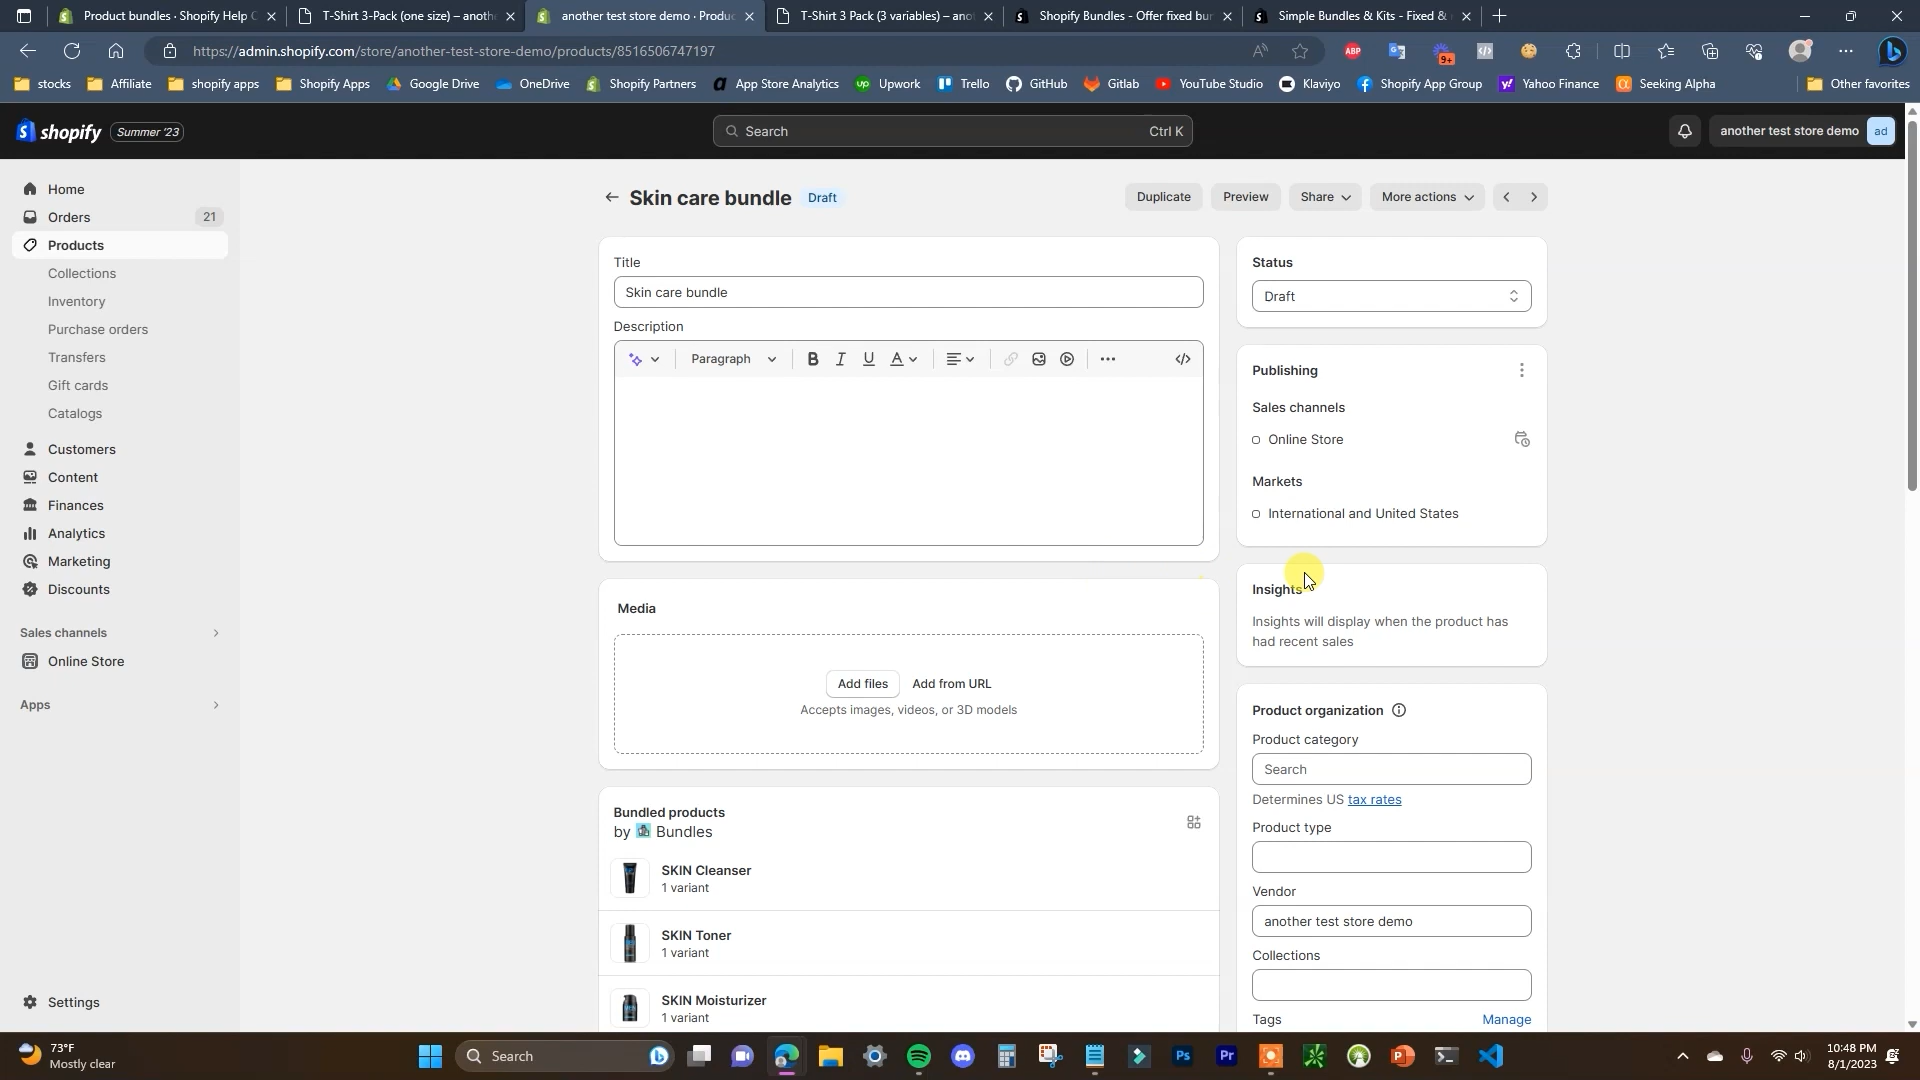 Product bundles · Shopify Help C
T-Shirt 3-Pack (one size) – anoth
another test store demo · Produc
T-Shirt 3 Pack (3 variables) – ano
Shopify Bundles - Offer fixed bun
Simple Bundles & Kits - Fixed &
https://admin.shopify.com/store/another-test-store-demo/products/8516506747197
ABP
9+
stocks
Affiliate
shopify apps
Shopify Apps
Google Drive
OneDrive
Shopify Partners
App Store Analytics
Upwork
Trello
GitHub
Gitlab
YouTube Studio
Klaviyo
Shopify App Group
Yahoo Finance
Seeking Alpha
Other favorites
shopify
Summer '23
Search
Ctrl K
another test store demo
ad
Home
Orders
21
Products
Collections
Inventory
Purchase orders
Transfers
Gift cards
Catalogs
Customers
Content
Finances
Analytics
Marketing
Discounts
Sales channels
Online Store
Apps
Settings
Skin care bundle
Draft
Duplicate
Preview
Share
More actions
Title
Skin care bundle
Description
Paragraph
B
I
U
A
Media
Add files
Add from URL
Accepts images, videos, or 3D models
Bundled products
by Bundles
SKIN Cleanser
1 variant
SKIN Toner
1 variant
SKIN Moisturizer
1 variant
Status
Draft
Publishing
Sales channels
Online Store
Markets
International and United States
Insights
Insights will display when the product has
had recent sales
Product organization
Product category
Search
Determines US tax rates
Product type
Vendor
another test store demo
Collections
Tags
Manage
73°F
Mostly clear
Search
Ps
Pr
10:48 PM
8/1/2023